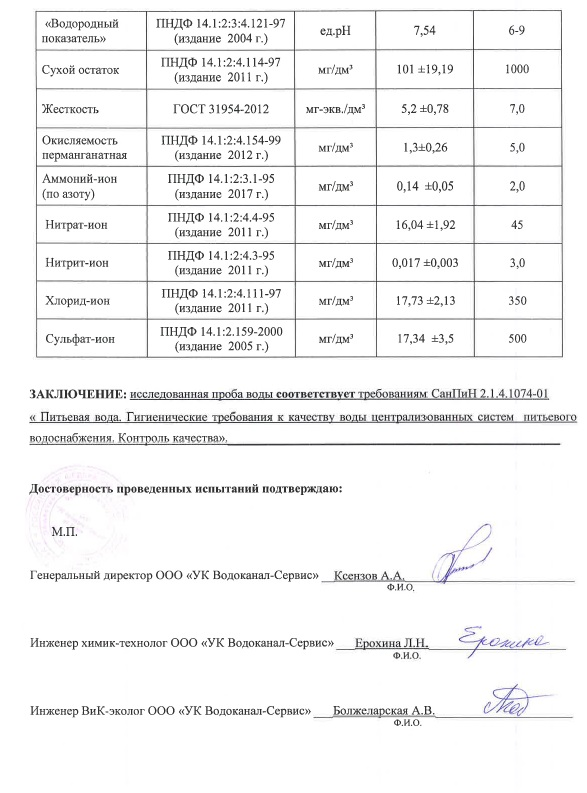 «Водородный показатель» ПНДФ 14.1:2:3:4.121-97 (издание 2004 г.) ед.pH 7,54 6-9
Сухой остаток ПНДФ 14.1:2:4.114-97 (издание 2011 г.) мг/дм³ 101 ±19,19 1000
Жесткость ГОСТ 31954-2012 мг-экв./дм³ 5,2 ±0,78 7,0
Окисляемость перманганатная ПНДФ 14.1:2:4.154-99 (издание 2012 г.) мг/дм³ 1,3±0,26 5,0
Аммоний-ион (по азоту) ПНДФ 14.1:2:3.1-95 (издание 2017 г.) мг/дм³ 0,14 ±0,05 2,0
Нитрат-ион ПНДФ 14.1:2:4.4-95 (издание 2011 г.) мг/дм³ 16,04 ±1,92 45
Нитрит-ион ПНДФ 14.1:2:4.3-95 (издание 2011 г.) мг/дм³ 0,017 ±0,003 3,0
Хлорид-ион ПНДФ 14.1:2:4.111-97 (издание 2011 г.) мг/дм³ 17,73 ±2,13 350
Сульфат-ион ПНДФ 14.1:2.159-2000 (издание 2005 г.) мг/дм³ 17,34 ±3,5 500
ЗАКЛЮЧЕНИЕ: исследованная проба воды соответствует требованиям СанПиН 2.1.4.1074-01
« Питьевая вода. Гигиенические требования к качеству воды централизованных систем питьевого
водоснабжения. Контроль качества».
Достоверность проведенных испытаний подтверждаю:
М.П.
Генеральный директор ООО «УК Водоканал-Сервис» Ксензов А.А.
Ф.И.О.
Инженер химик-технолог ООО «УК Водоканал-Сервис» Ерохина Л.Н. Ерохина
Ф.И.О.
Инженер ВиК-эколог ООО «УК Водоканал-Сервис» Болжеларская А.В.
Ф.И.О.